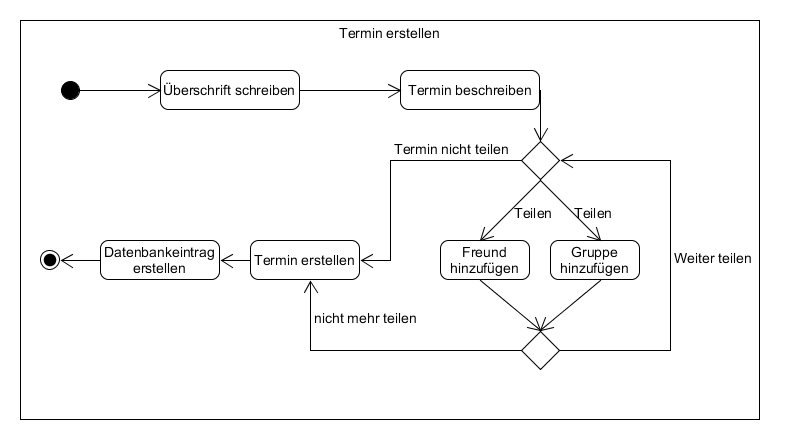 Termin erstellen
Überschrift schreiben
Termin beschreiben
Termin nicht teilen
Teilen
Teilen
Datenbankeintrag
erstellen
Termin erstellen
Freund
hinzufügen
Gruppe
hinzufügen
Weiter teilen
nicht mehr teilen